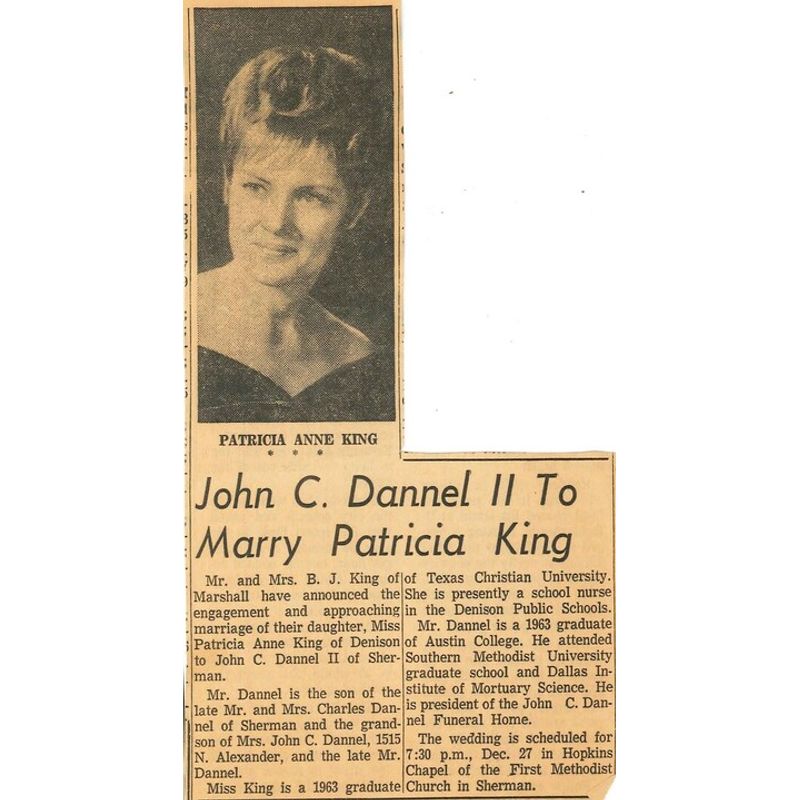 PATRICIA ANNE KING
* * *
John C. Dannel II To
Marry Patricia King
Mr. and Mrs. B. J. King of
Marshall have announced the
engagement and approaching
marriage of their daughter, Miss
Patricia Anne King of Denison
to John C. Dannel II of Sher-
man.
Mr. Dannel is the son of the
late Mr. and Mrs. Charles Dan-
nel of Sherman and the grand-
son of Mrs. John C. Dannel, 1515
N. Alexander, and the late Mr.
Dannel.
Miss King is a 1963 graduate
of Texas Christian University.
She is presently a school nurse
in the Denison Public Schools.
Mr. Dannel is a 1963 graduate
of Austin College. He attended
Southern Methodist University
graduate school and Dallas In-
stitute of Mortuary Science. He
is president of the John C. Dan-
nel Funeral Home.
The wedding is scheduled for
7:30 p.m., Dec. 27 in Hopkins
Chapel of the First Methodist
Church in Sherman.